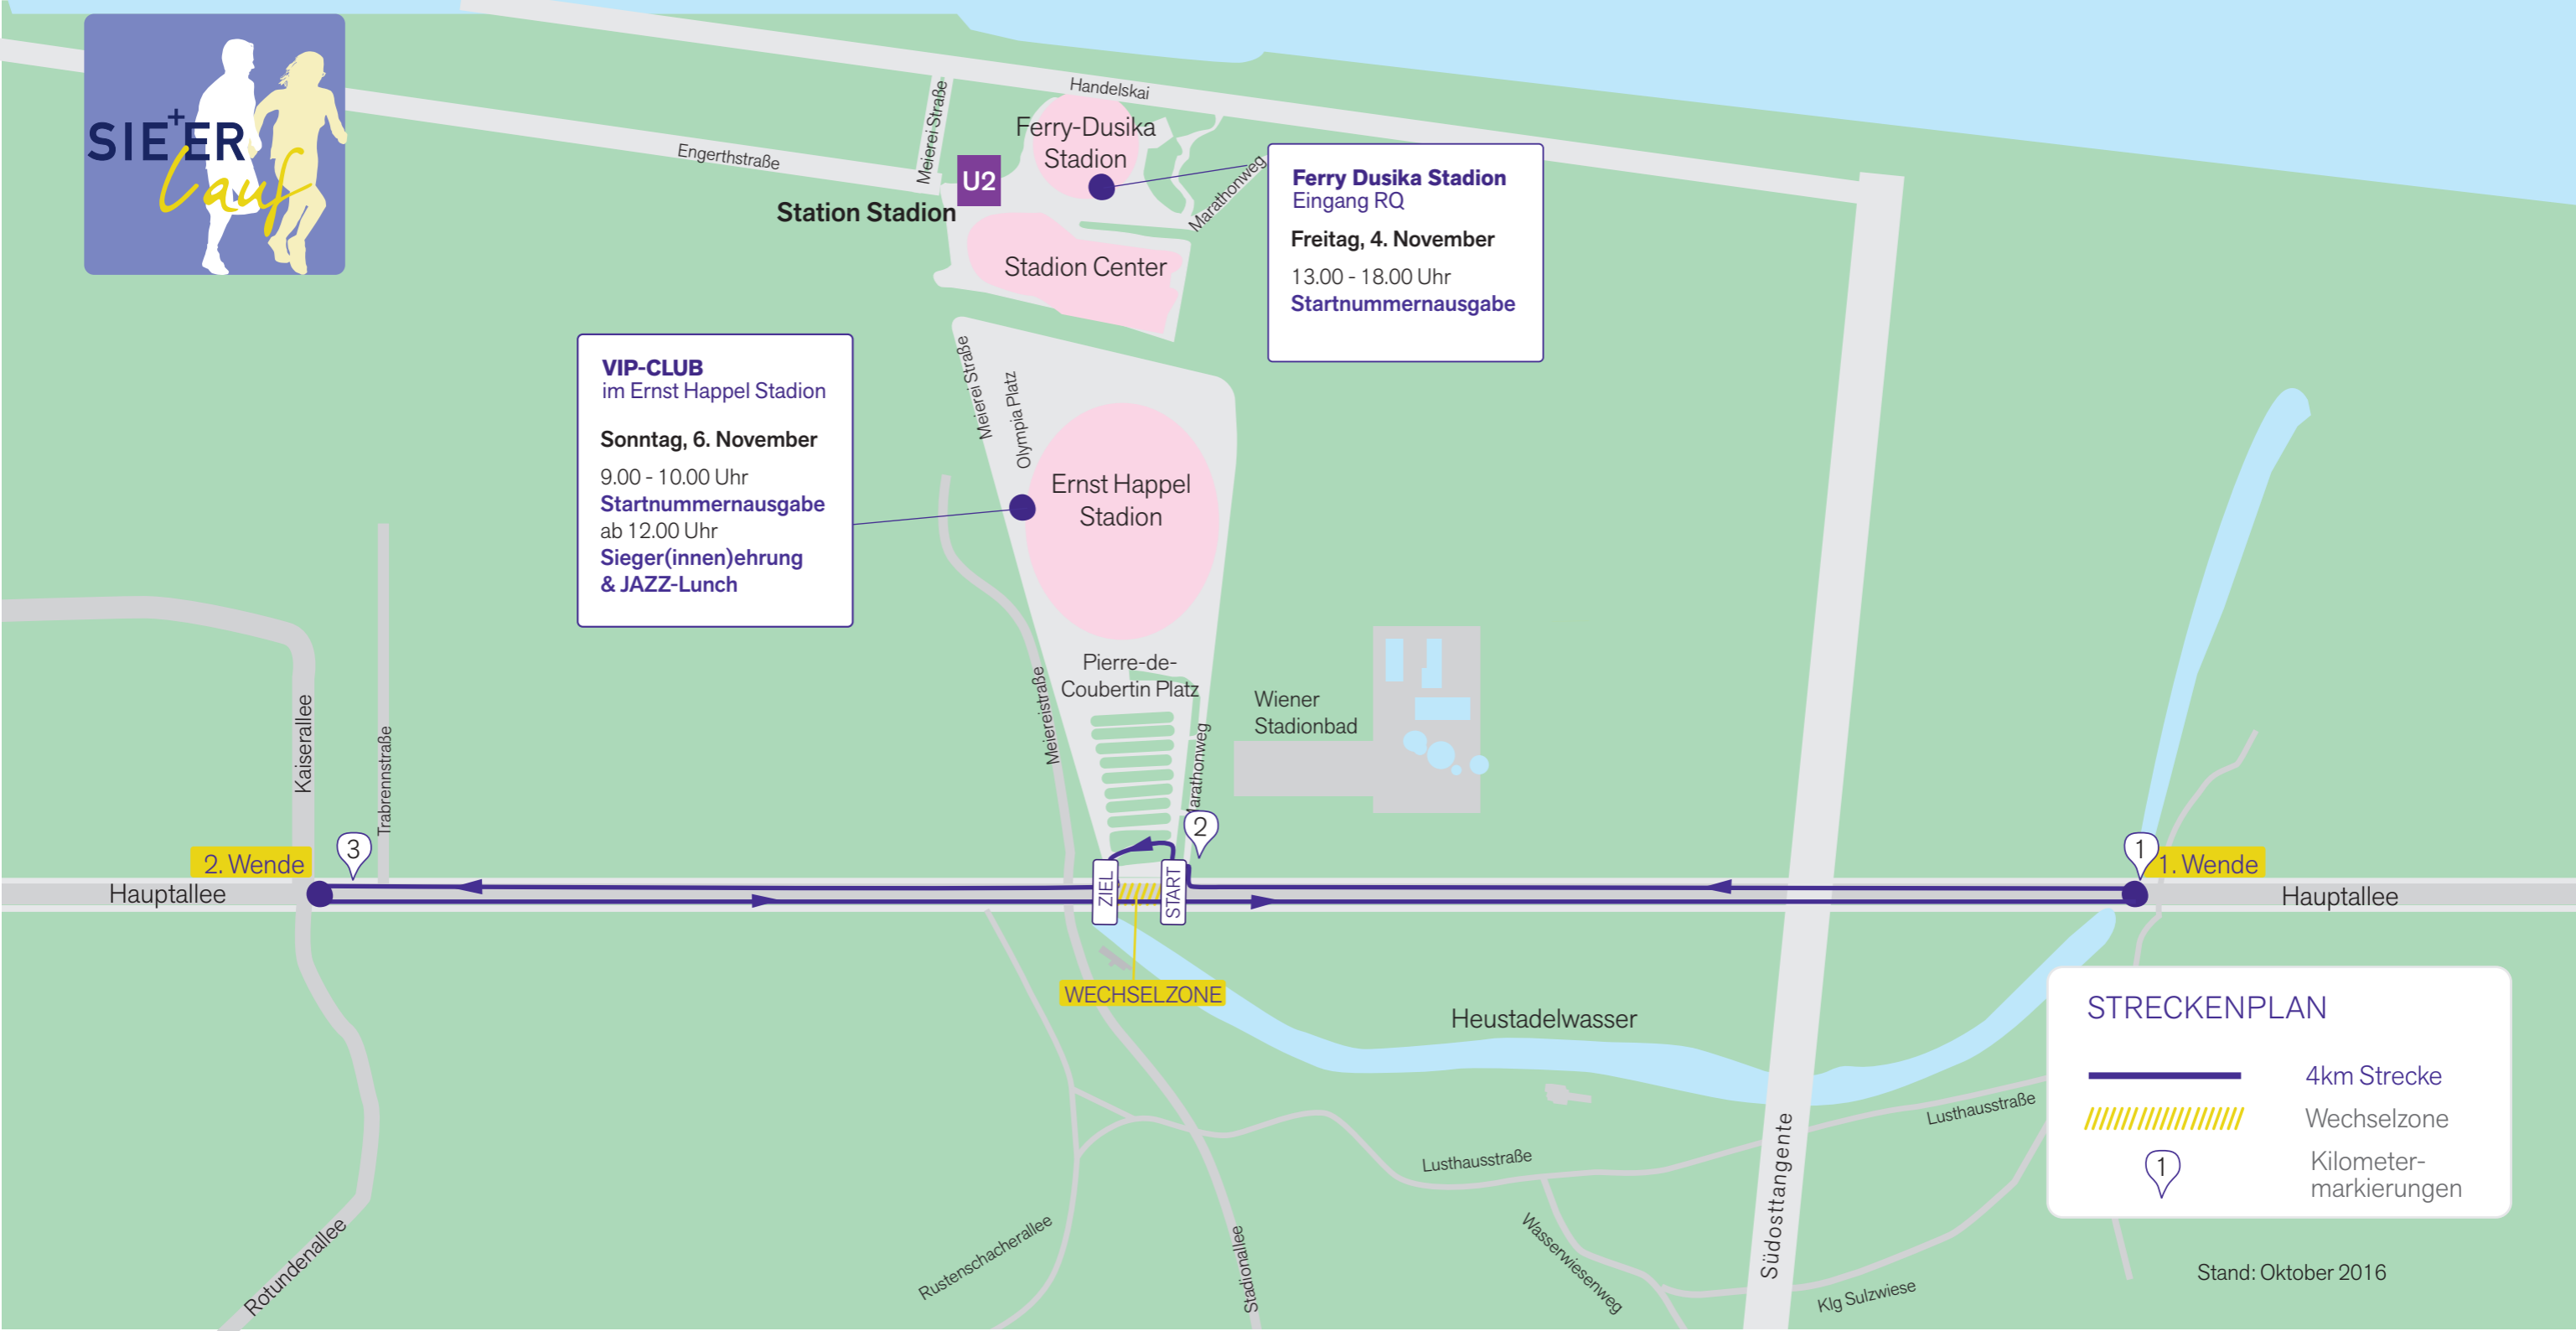 SIE+ER
Lauf
Handelskai
Meierei Straße
Engerthstraße
Ferry-Dusika
Stadion
U2
Station Stadion
Marathonweg
Stadion Center
Ferry Dusika Stadion
Eingang RQ
Freitag, 4. November
13.00 - 18.00 Uhr
Startnummernausgabe
VIP-CLUB
im Ernst Happel Stadion
Sonntag, 6. November
9.00 - 10.00 Uhr
Startnummernausgabe
ab 12.00 Uhr
Sieger(innen)ehrung
& JAZZ-Lunch
Meierei Straße
Olympia Platz
Ernst Happel
Stadion
Pierre-de-
Coubertin Platz
Meiereistraße
Marathonweg
Wiener
Stadionbad
Kaiserallee
Trabrennstraße
2. Wende
3
2
1
1. Wende
Hauptallee
ZIEL
START
Hauptallee
WECHSELZONE
Heustadelwasser
STRECKENPLAN
4km Strecke
Wechselzone
1
Kilometer-
markierungen
Lusthausstraße
Lusthausstraße
Südosttangente
Rotundenallee
Rustenschacherallee
Stadionallee
Wasserwiesenweg
Klg Sulzwiese
Stand: Oktober 2016